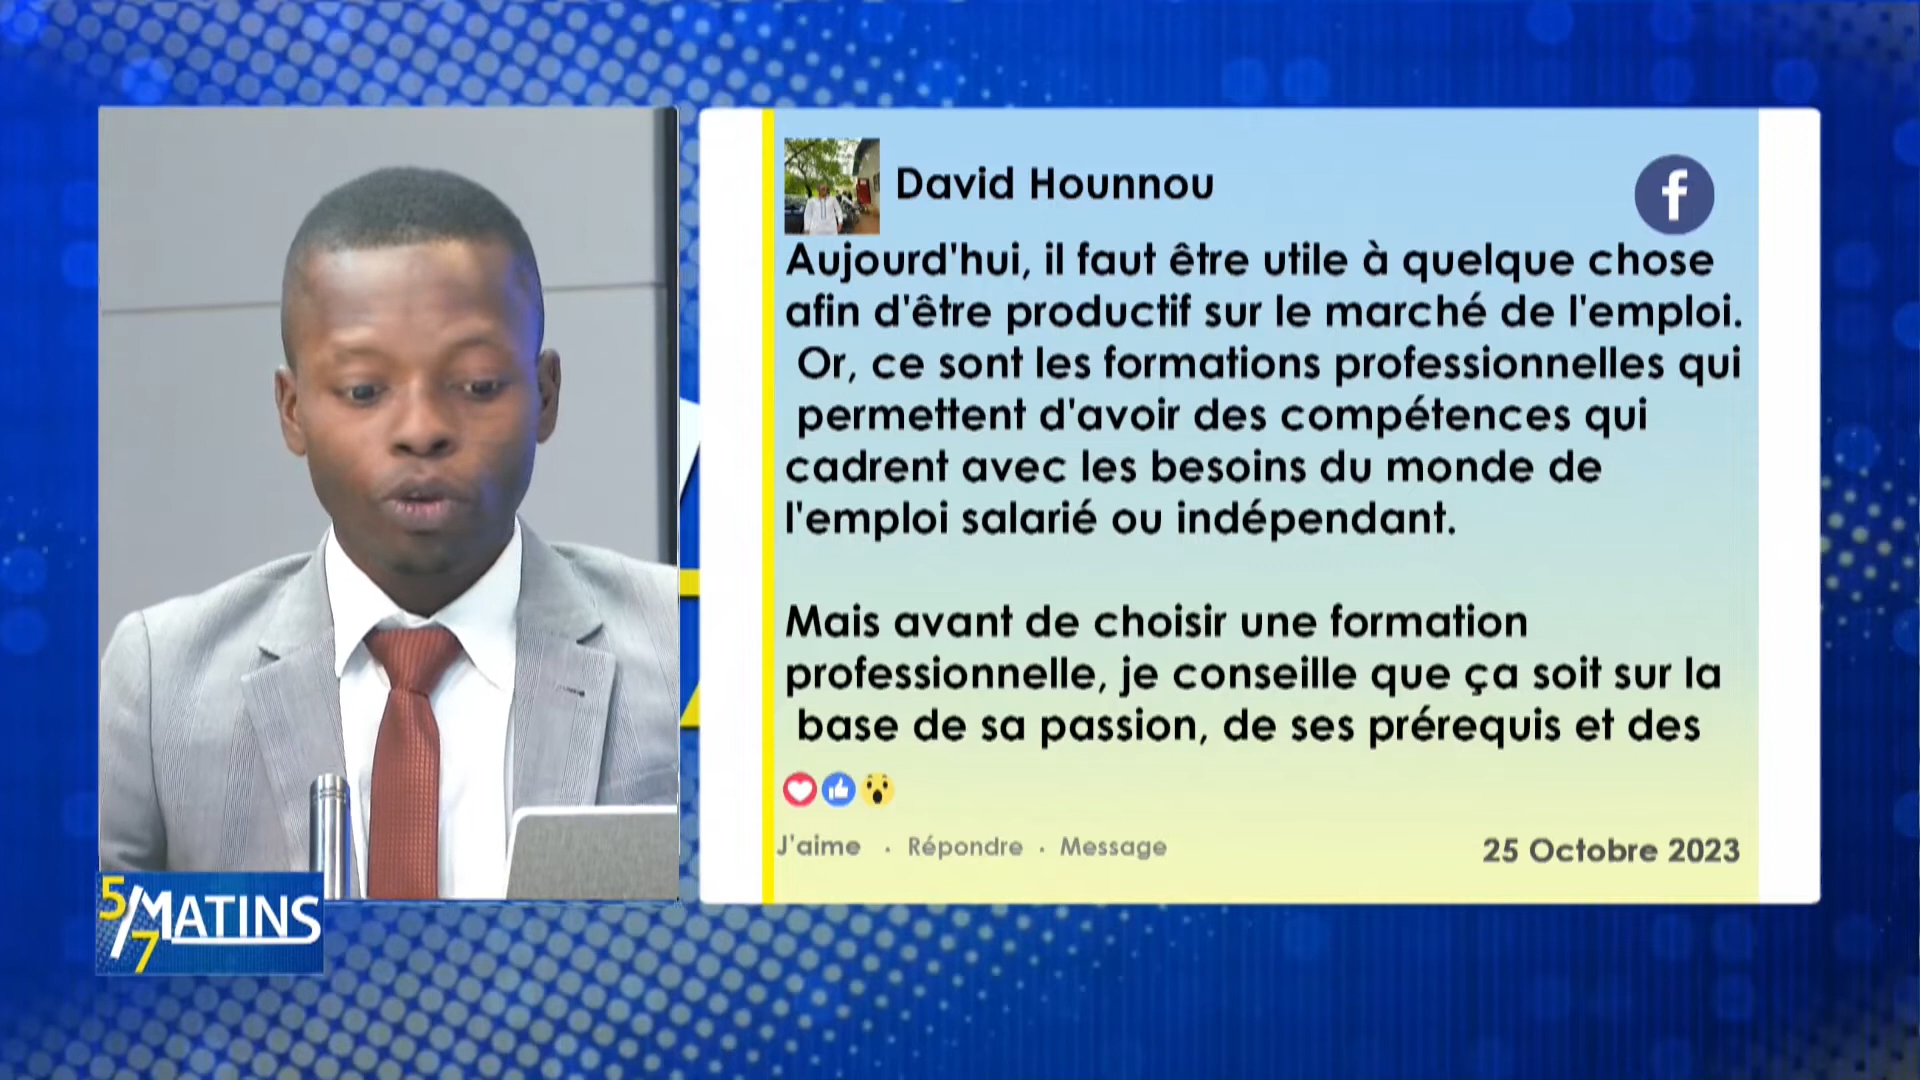 David Hounnou
f
Aujourd'hui, il faut être utile à quelque chose
afin d'être productif sur le marché de l'emploi.
Or, ce sont les formations professionnelles qui
permettent d'avoir des compétences qui
cadrent avec les besoins du monde de
l'emploi salarié ou indépendant.
Mais avant de choisir une formation
professionnelle, je conseille que ça soit sur la
base de sa passion, de ses prérequis et des
J'aime · Répondre · Message
25 Octobre 2023
5/7 MATINS